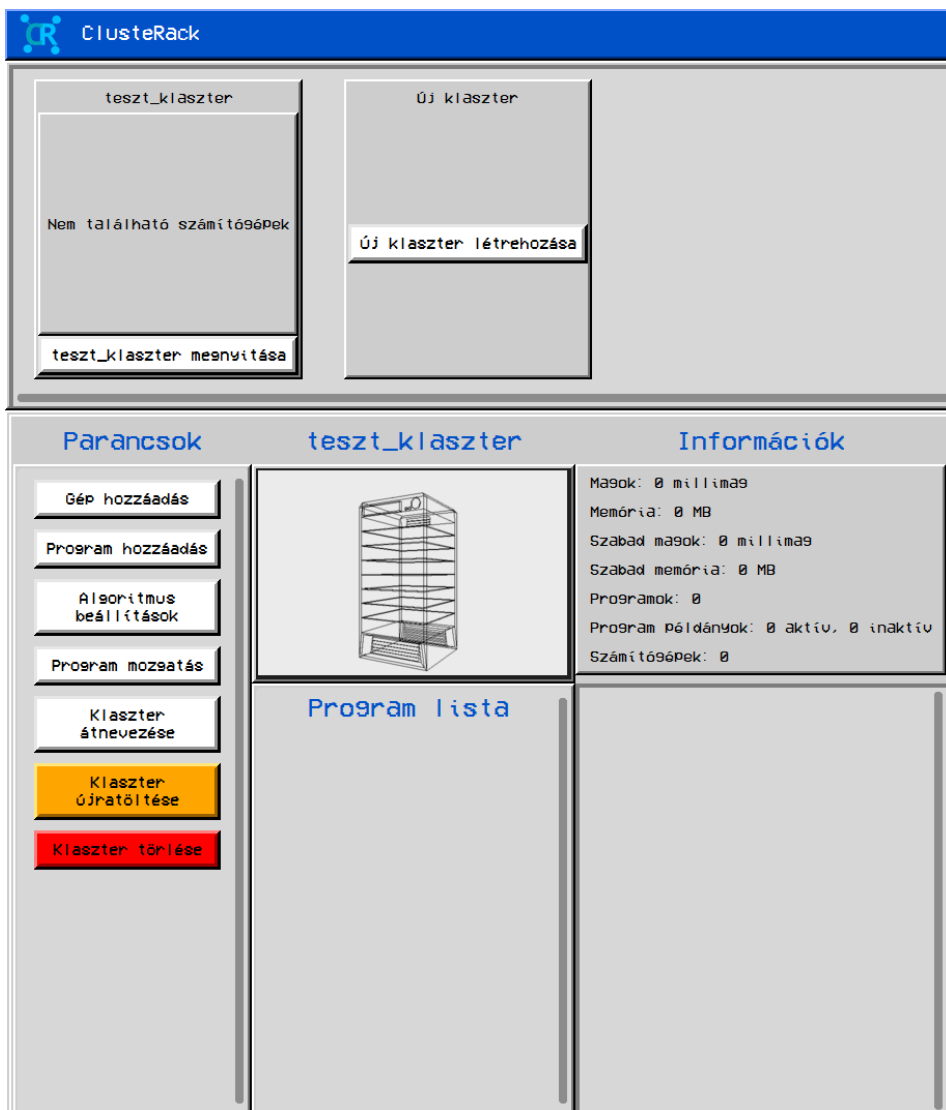 CR ClusteRack
teszt_klaszter
Nem található számítógépek
teszt_klaszter megnyitása
Új klaszter
Új klaszter létrehozása
Parancsok
Gép hozzáadás
Program hozzáadás
Algoritmus
beállítások
Program mozgatás
Klaszter
átnevezése
Klaszter
újratöltése
Klaszter törlése
teszt_klaszter
Program lista
Információk
Magok: 0 millimag
Memória: 0 MB
Szabad magok: 0 millimag
Szabad memória: 0 MB
Programok: 0
Program példányok: 0 aktív, 0 inaktív
Számítógépek: 0